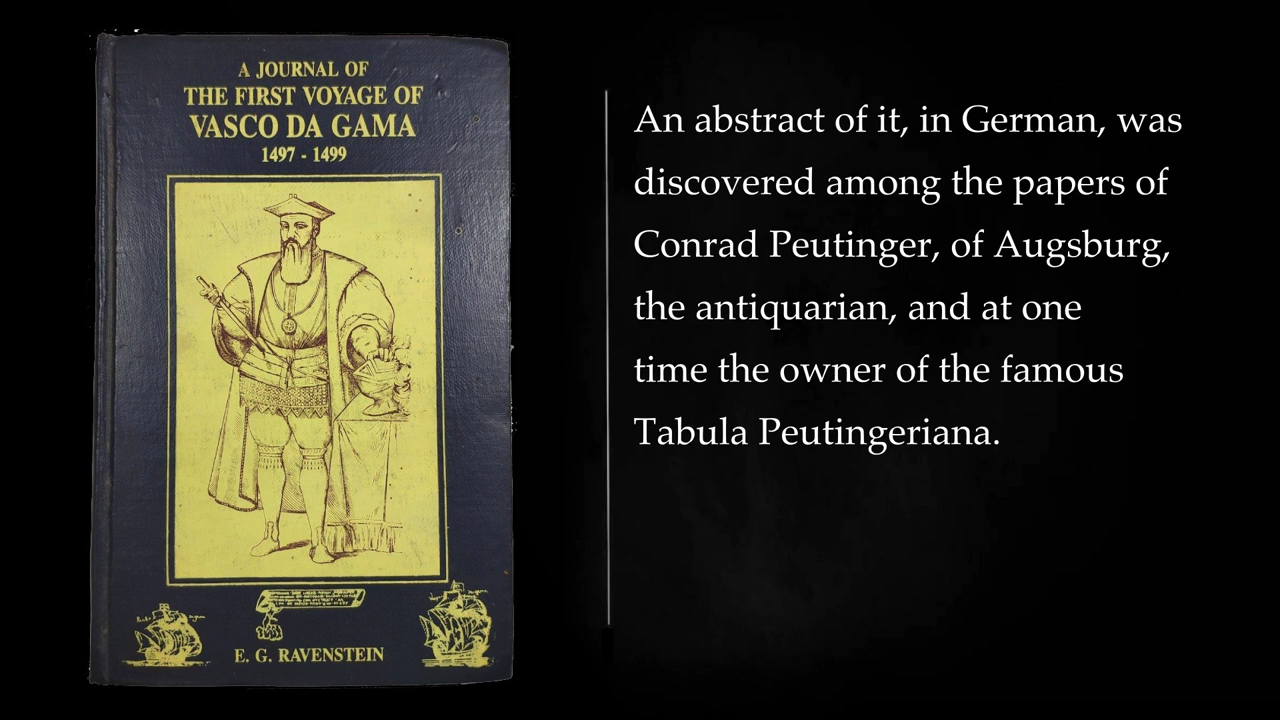 A JOURNAL OF
THE FIRST VOYAGE OF
VASCO DA GAMA
1497 - 1499
E. G. RAVENSTEIN
An abstract of it, in German, was
discovered among the papers of
Conrad Peutinger, of Augsburg,
the antiquarian, and at one
time the owner of the famous
Tabula Peutingeriana.